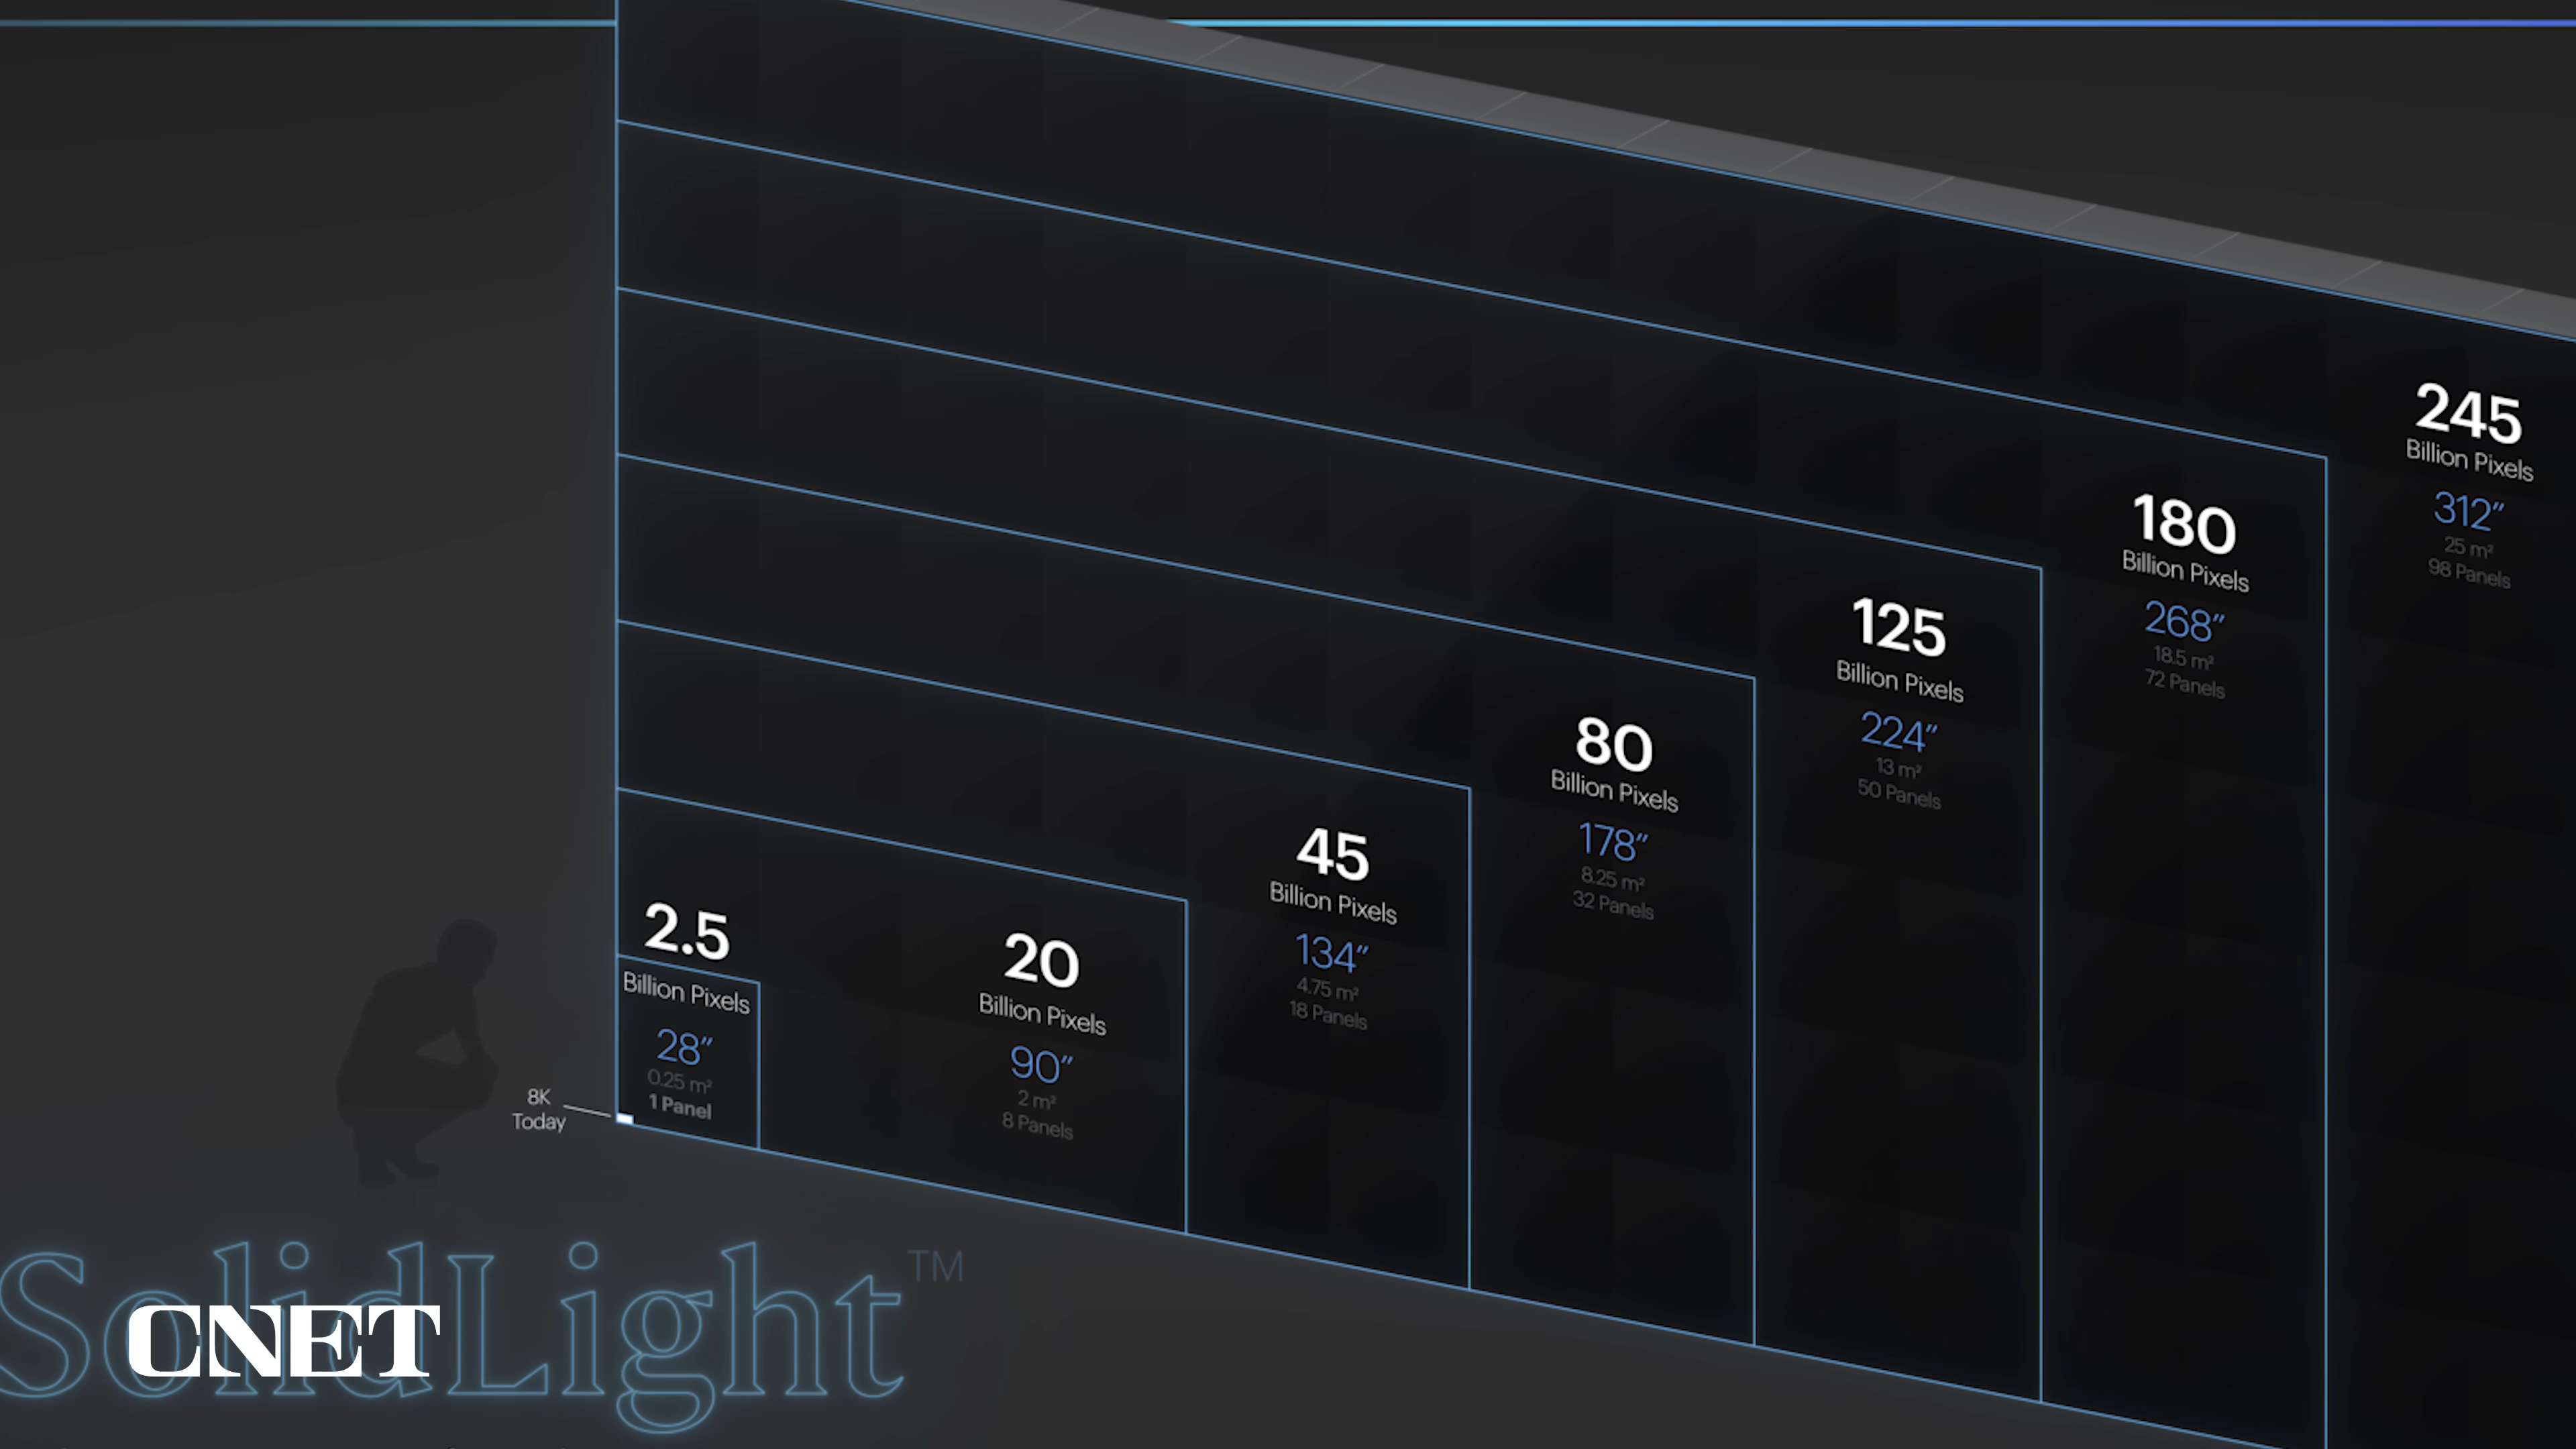 2.5
Billion Pixels
28″
0.25 m²
1 Panel
8K
Today
20
Billion Pixels
90″
2 m²
8 Panels
45
Billion Pixels
134″
4.75 m²
18 Panels
80
Billion Pixels
178″
8.25 m²
32 Panels
125
Billion Pixels
224″
13 m²
50 Panels
180
Billion Pixels
268″
18.5 m²
72 Panels
245
Billion Pixels
312″
25 m²
98 Panels
SolidLight™
CNET